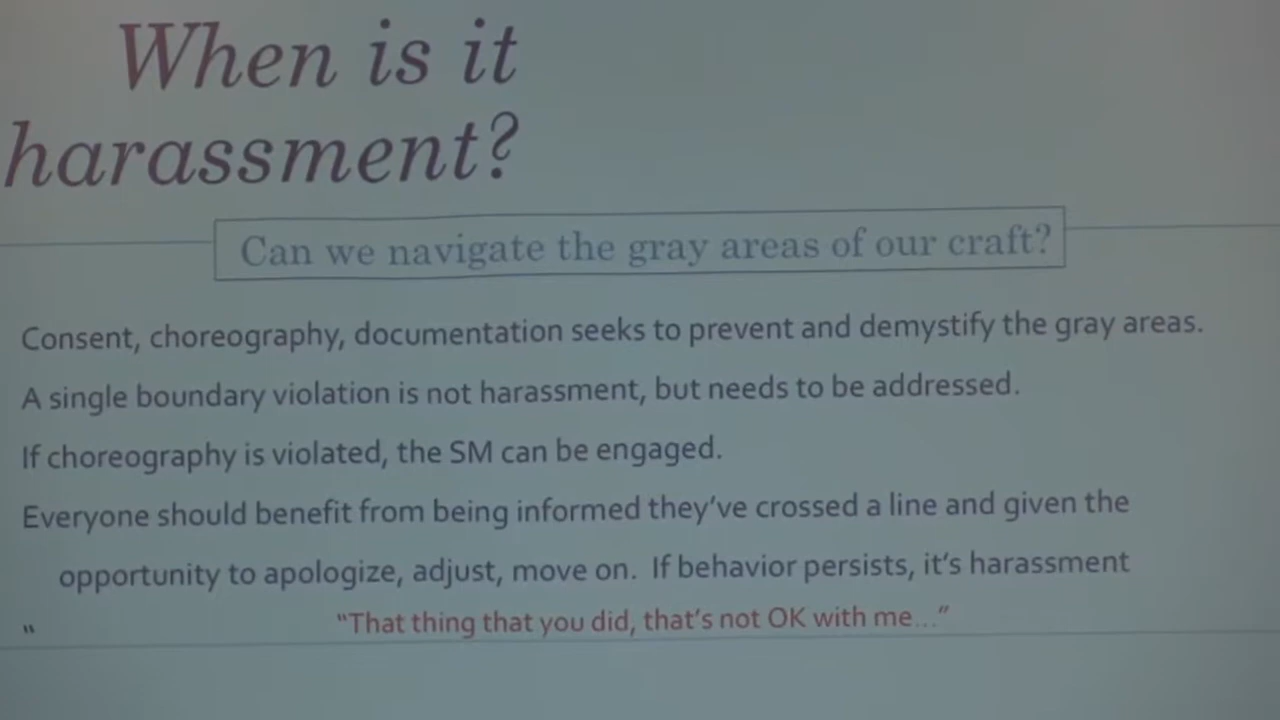 When is it
harassment?
Can we navigate the gray areas of our craft?
Consent, choreography, documentation seeks to prevent and demystify the gray areas.
A single boundary violation is not harassment, but needs to be addressed.
If choreography is violated, the SM can be engaged.
Everyone should benefit from being informed they’ve crossed a line and given the
opportunity to apologize, adjust, move on. If behavior persists, it’s harassment
“ “That thing that you did, that’s not OK with me…”